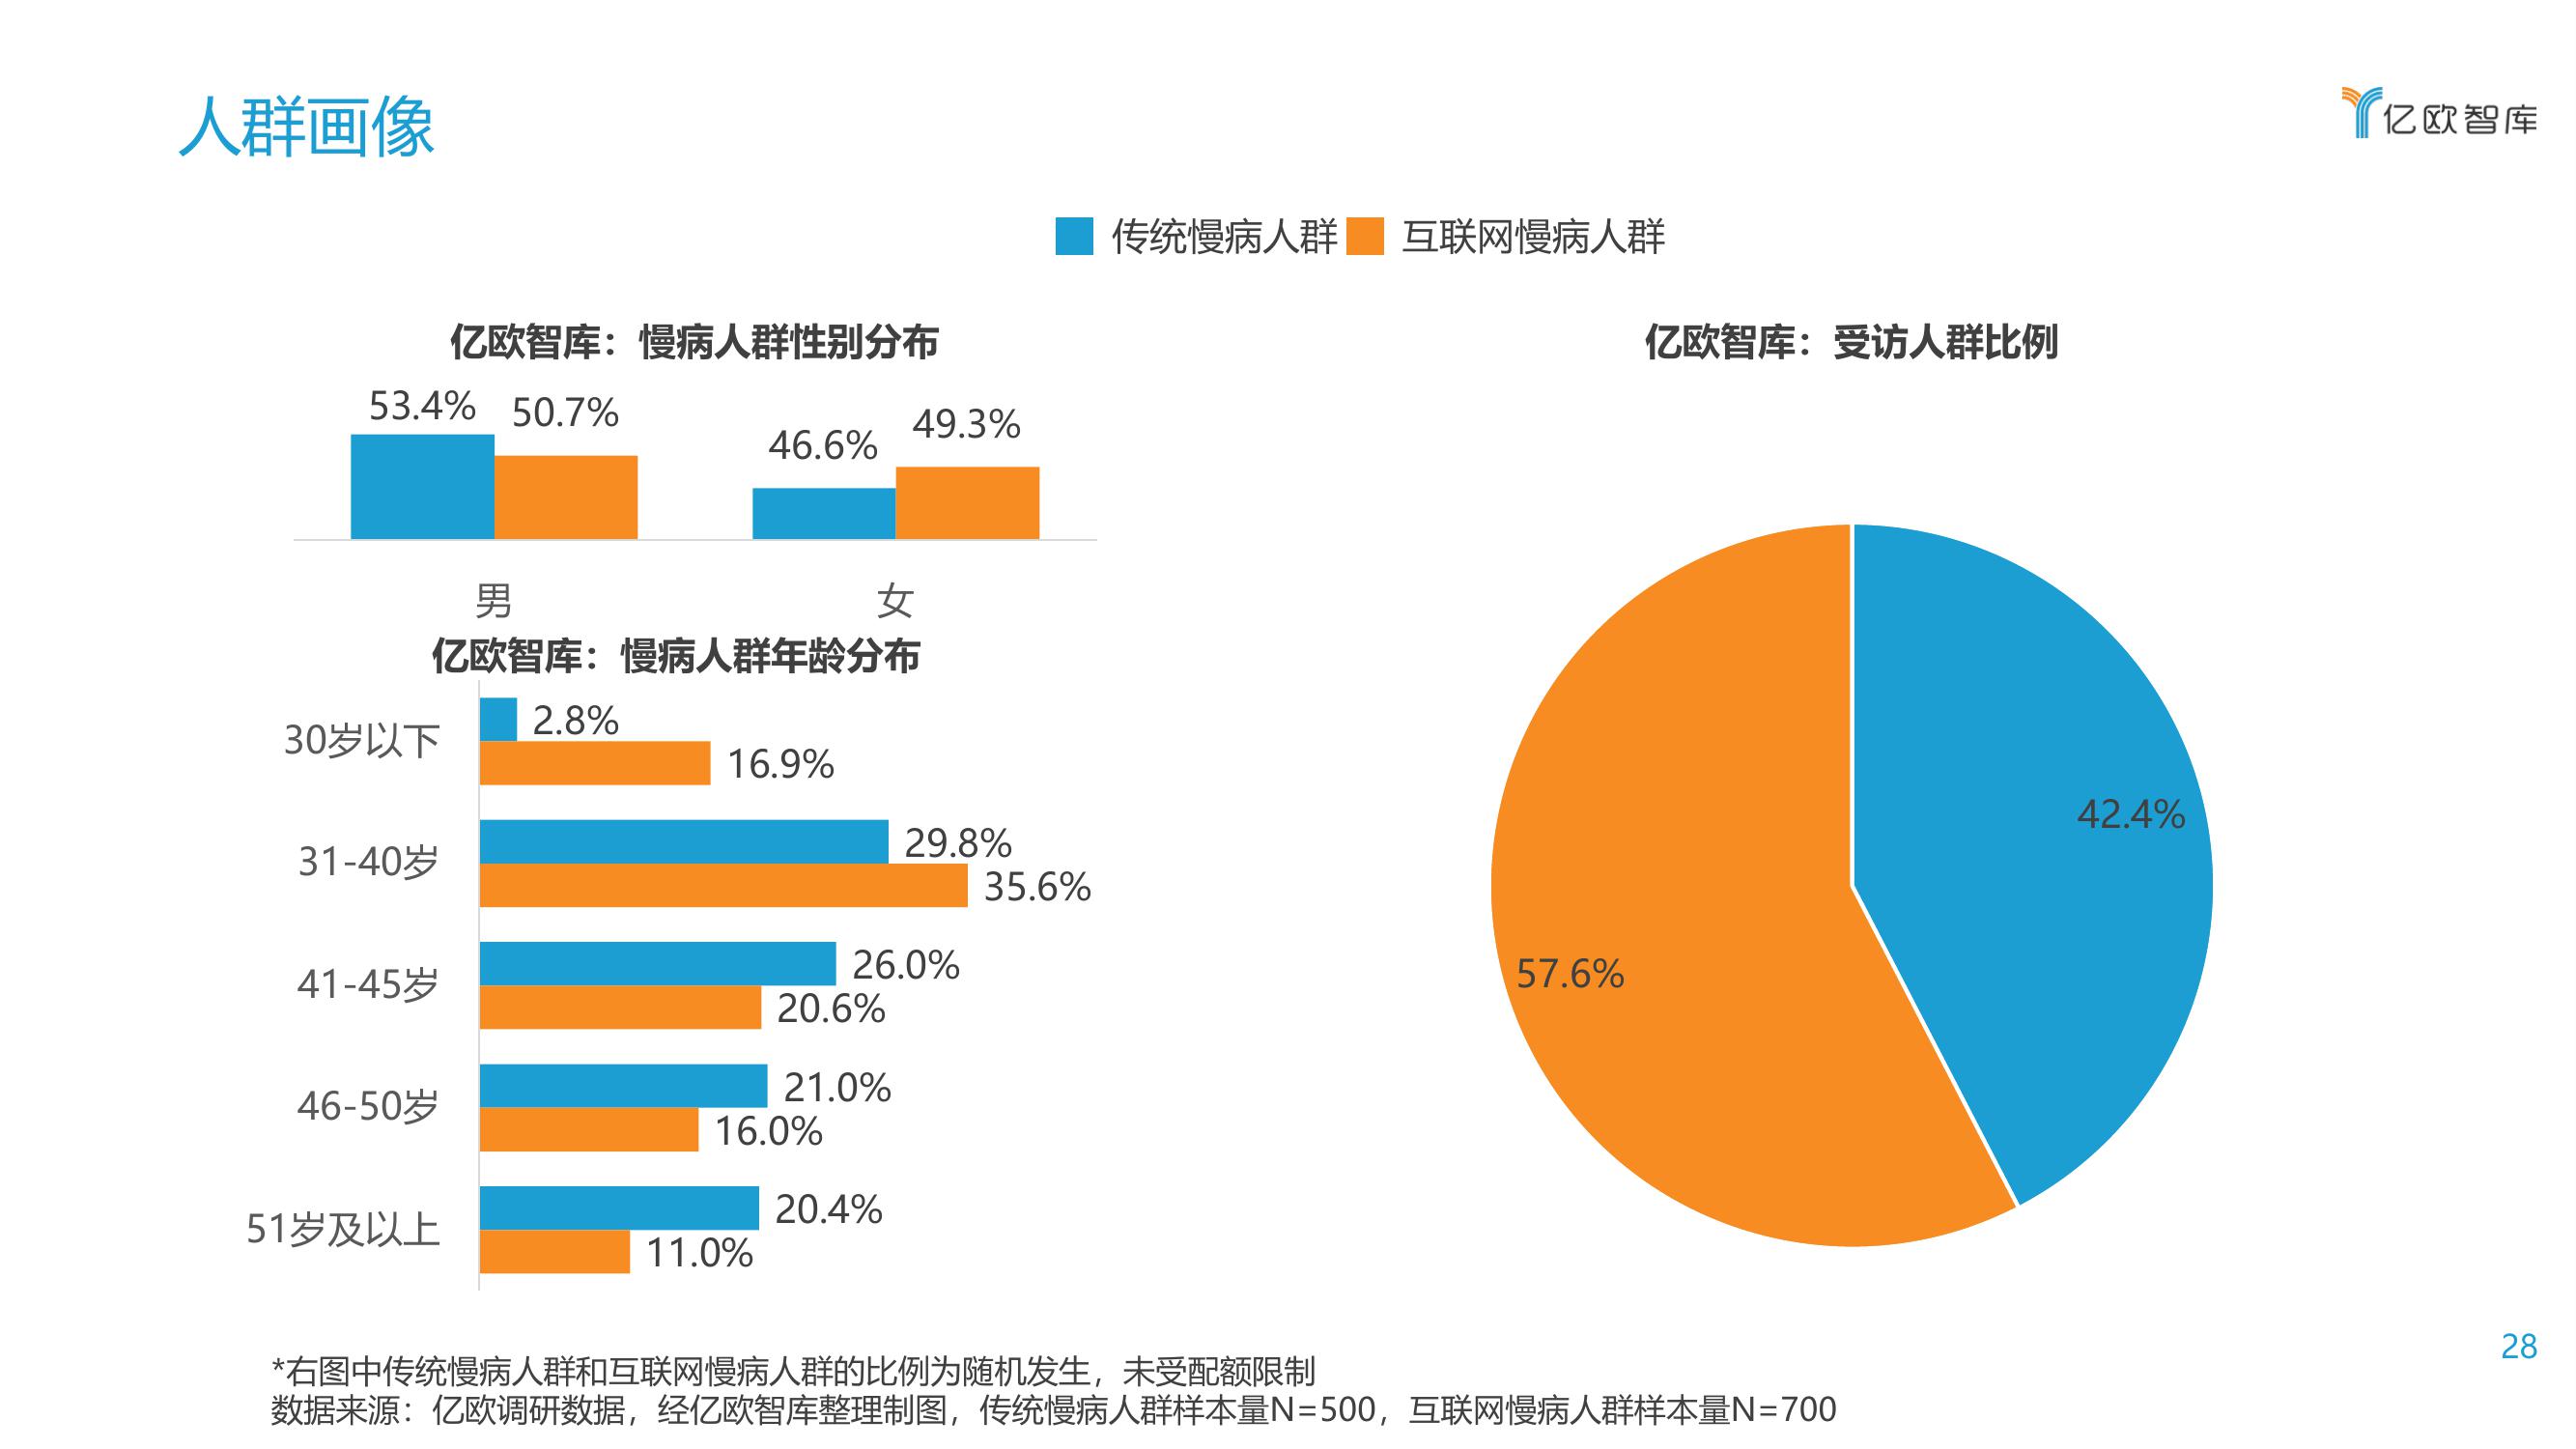 人群画像
亿欧智库
传统慢病人群 互联网慢病人群
亿欧智库：慢病人群性别分布
53.4% 50.7% 46.6% 49.3%
男 女
亿欧智库：慢病人群年龄分布
30岁以下 2.8%
16.9%
31-40岁 29.8%
35.6%
41-45岁 26.0%
20.6%
46-50岁 21.0%
16.0%
51岁及以上 20.4%
11.0%
亿欧智库：受访人群比例
42.4%
57.6%
*右图中传统慢病人群和互联网慢病人群的比例为随机发生，未受配额限制
数据来源：亿欧调研数据，经亿欧智库整理制图，传统慢病人群样本量N=500，互联网慢病人群样本量N=700
28